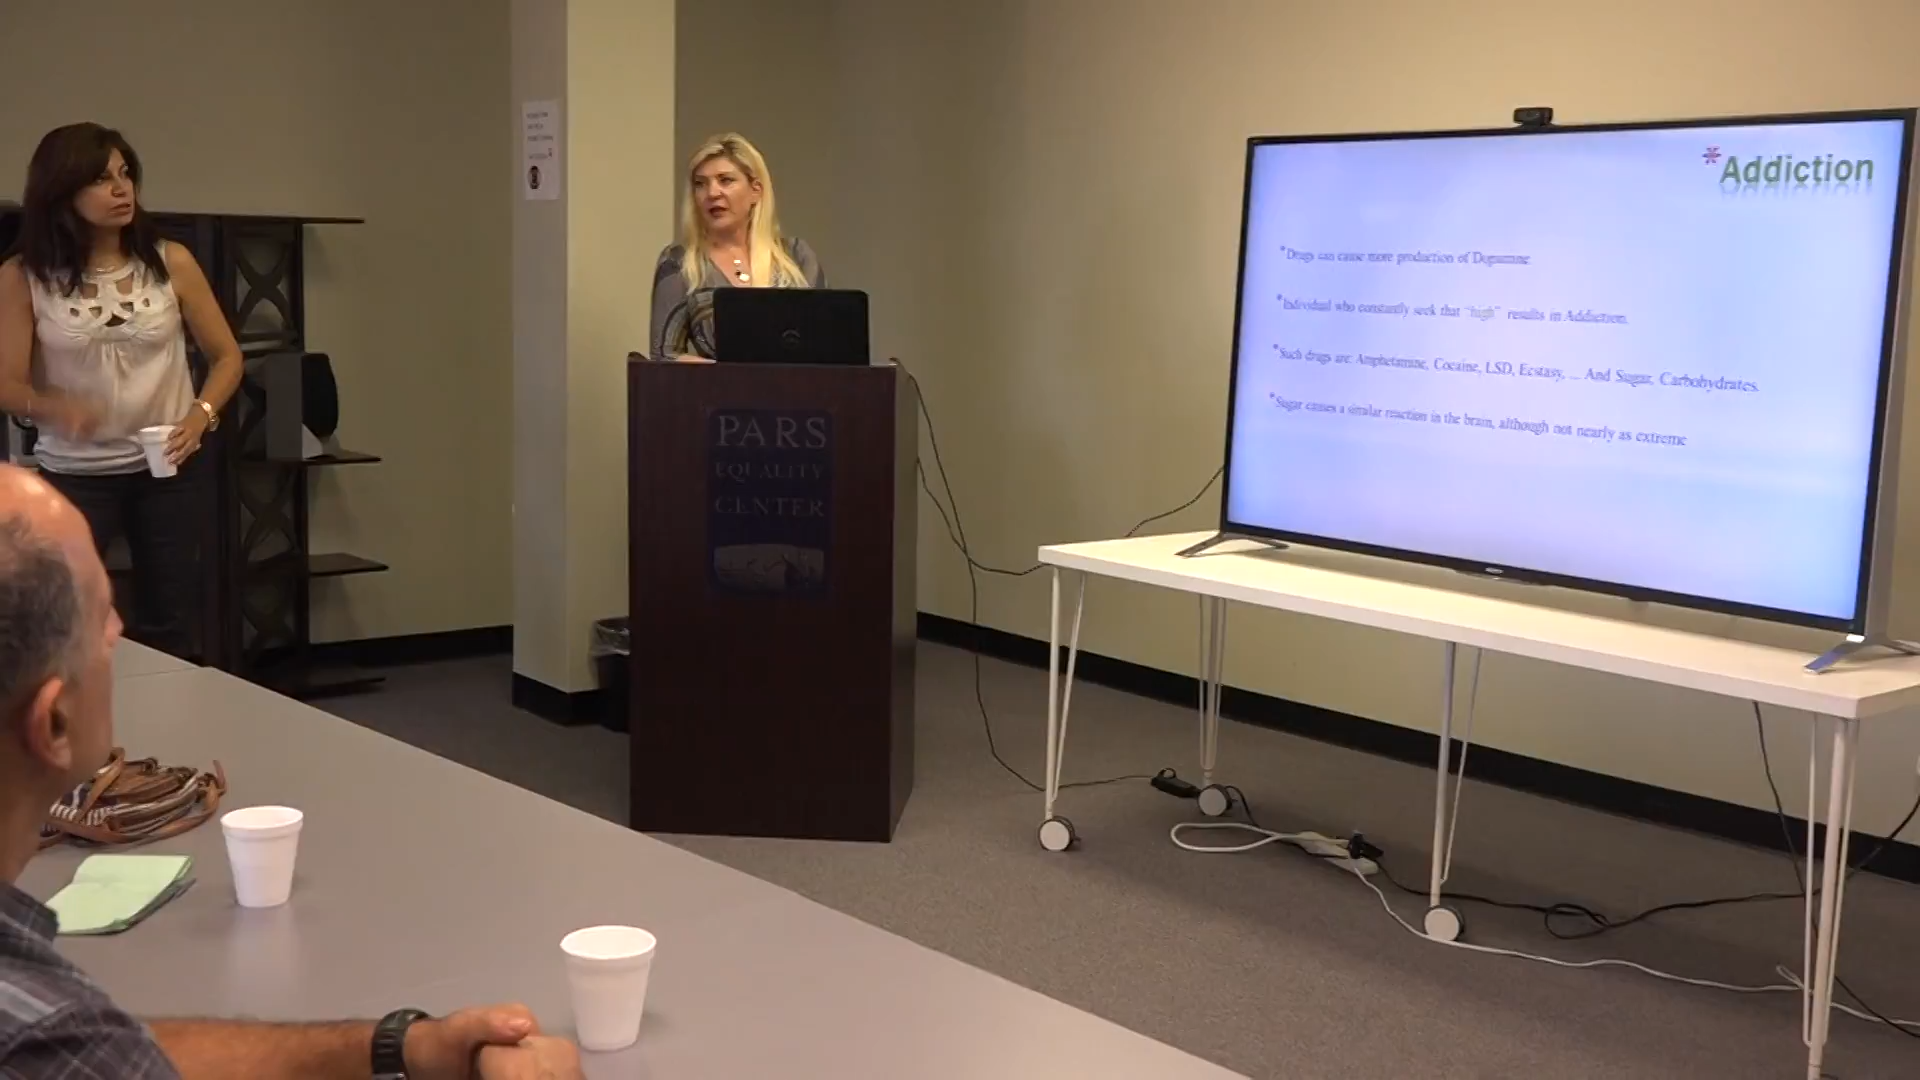 *Addiction
*Drugs can cause more production of Dopamine.
*Individual who constantly seek that “high” results in Addiction.
*Such drugs are: Amphetamine, Cocaine, LSD, Ecstasy, ... And Sugar, Carbohydrates.
*Sugar causes a similar reaction in the brain, although not nearly as extreme
PARS
EQUALITY
CENTER